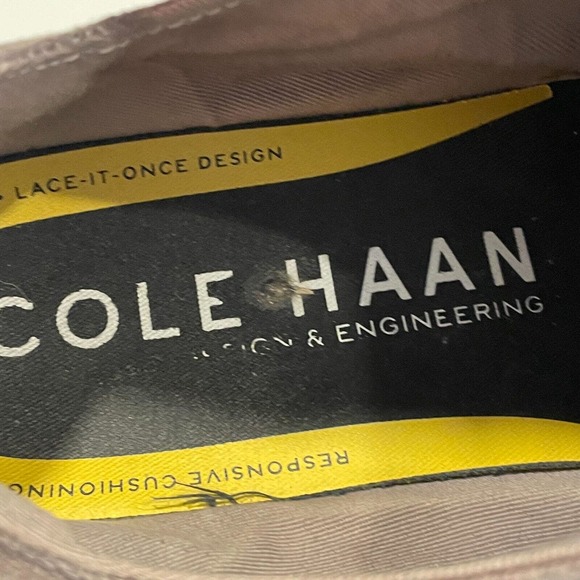 LACE-IT-ONCE DESIGN
COLE HAAN
& ENGINEERING
RESPONSIVE CUSHIONING